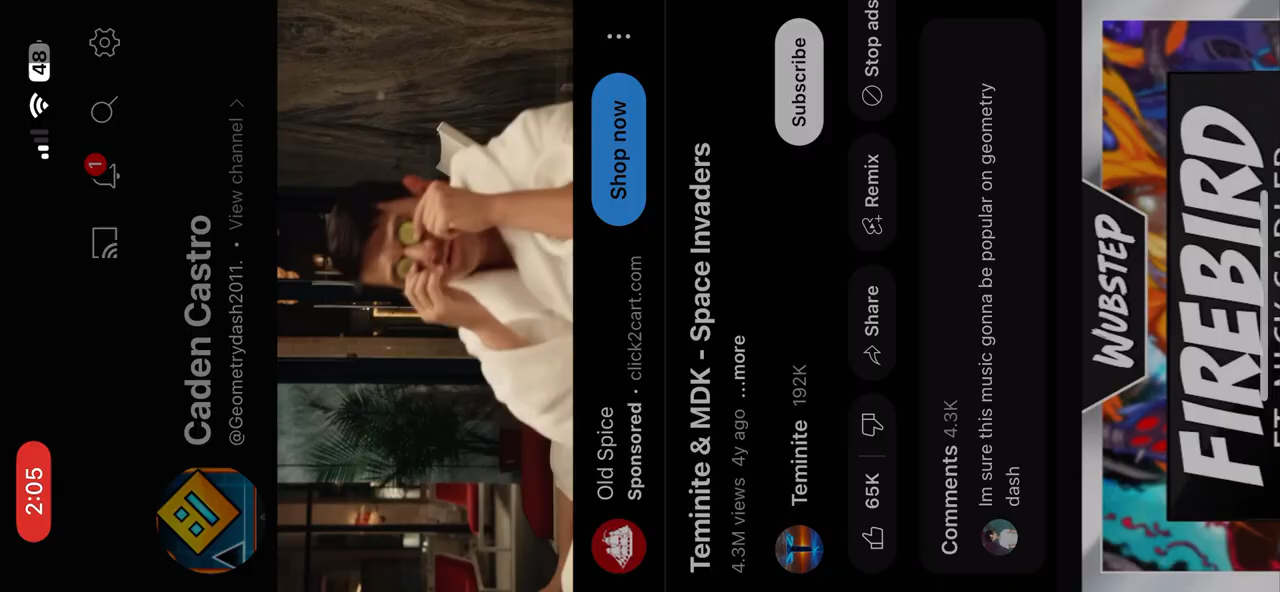 2:05
48
1
Caden Castro
@Geometrydash2011. • View channel >
Old Spice
Sponsored • click2cart.com
Shop now
Teminite & MDK - Space Invaders
4.3M views 4y ago ...more
Teminite 192K
Subscribe
65K
Share
Remix
Stop ads
Comments 4.3K
Im sure this music gonna be popular on geometry
dash
WUBSTEP
FIREBIRD